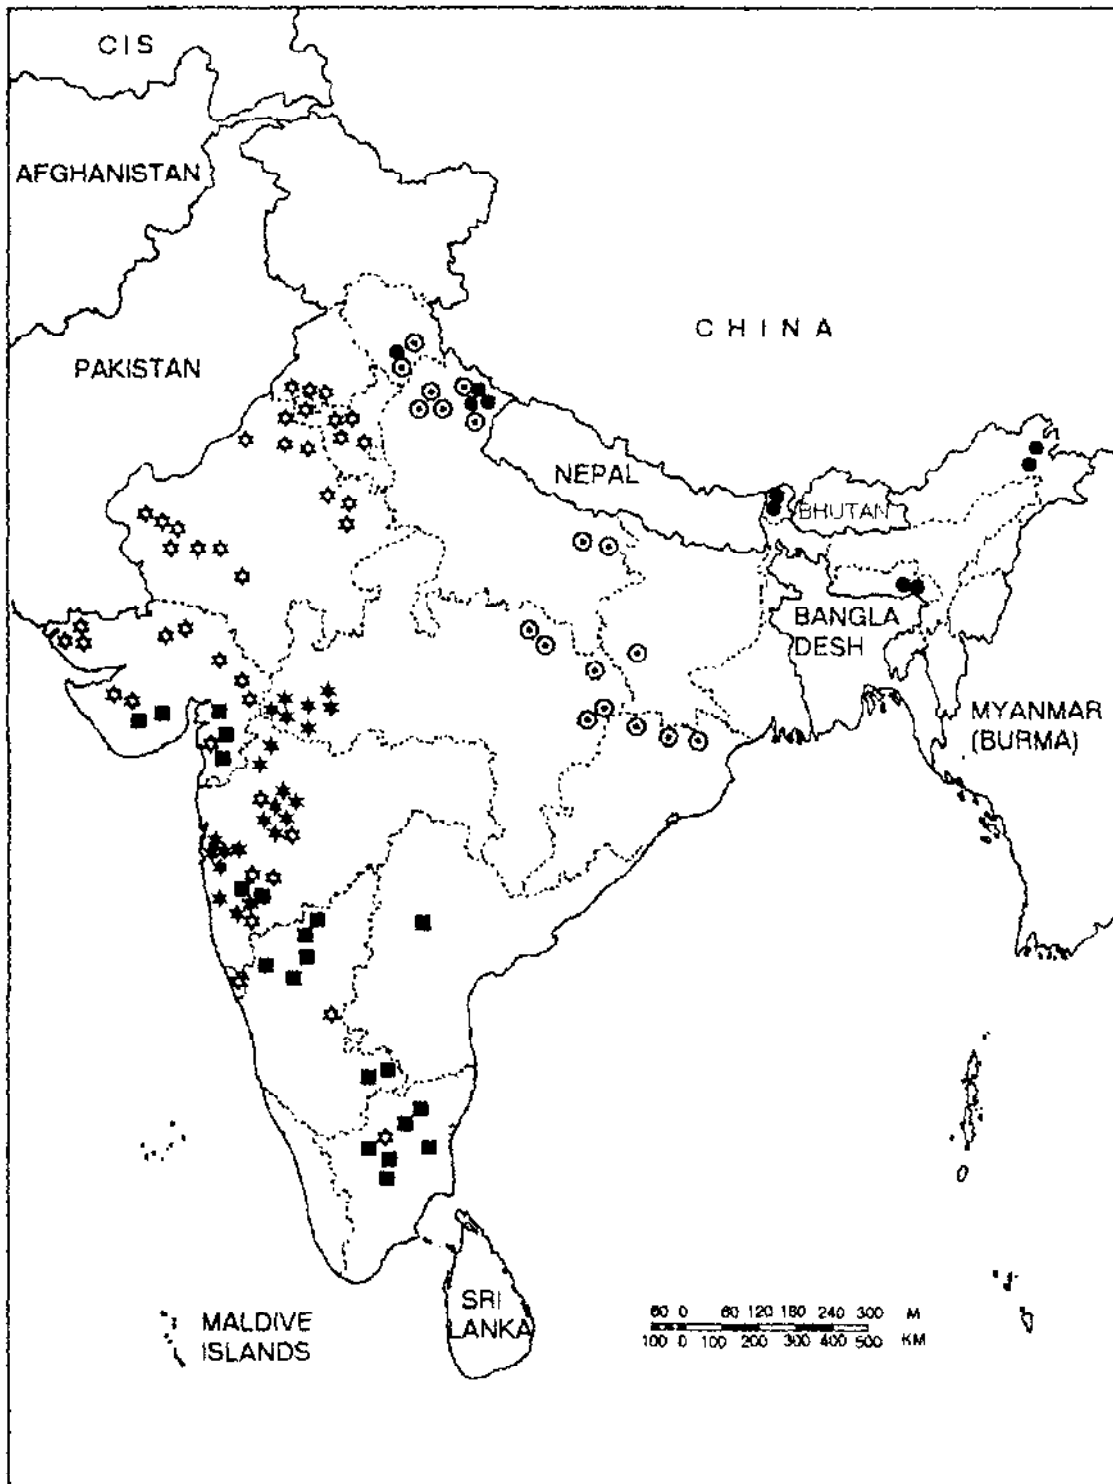 CIS
AFGHANISTAN
CHINA
PAKISTAN
NEPAL
BHUTAN
BANGLA
DESH
MYANMAR
(BURMA)
SRI
LANKA
MALDIVE
ISLANDS
60 0 60 120 180 240 300 M
100 0 100 200 300 400 500 KM